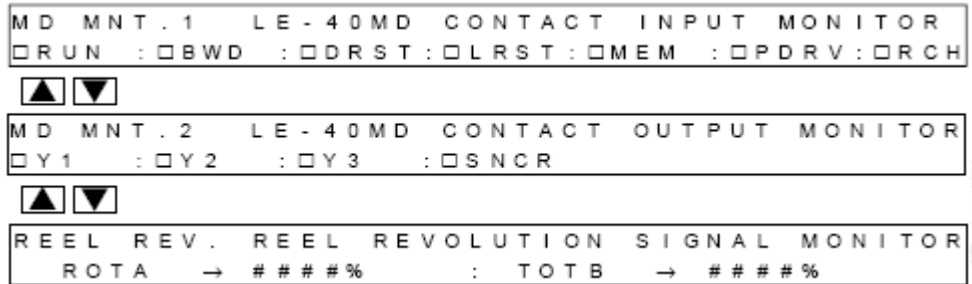 MD MNT.1 LE-40MD CONTACT INPUT MONITOR
□RUN :□BWD :□DRST:□LRST:□MEM :□PDRV:□RCH
▲ ▼
MD MNT.2 LE-40MD CONTACT OUTPUT MONITOR
□Y1 :□Y2 :□Y3 :□SNCR
▲ ▼
REEL REV. REEL REVOLUTION SIGNAL MONITOR
ROTA → ####% : TOTB → ####%